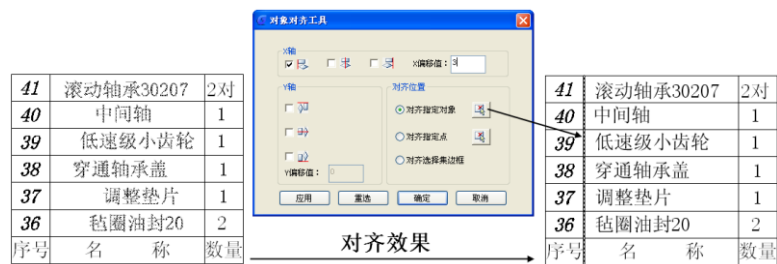 对象对齐工具
X轴
X偏移值：3
Y轴
Y偏移值：0
对齐位置
对齐指定对象
对齐指定点
对齐选择集边框
应用 重选 确定 取消
41 滚动轴承30207 2对
40 中间轴 1
39 低速级小齿轮 1
38 穿通轴承盖 1
37 调整垫片 1
36 毡圈油封20 2
序号 名 称 数量
对齐效果
41 滚动轴承30207 2对
40 中间轴 1
39 低速级小齿轮 1
38 穿通轴承盖 1
37 调整垫片 1
36 毡圈油封20 2
序号 名 称 数量